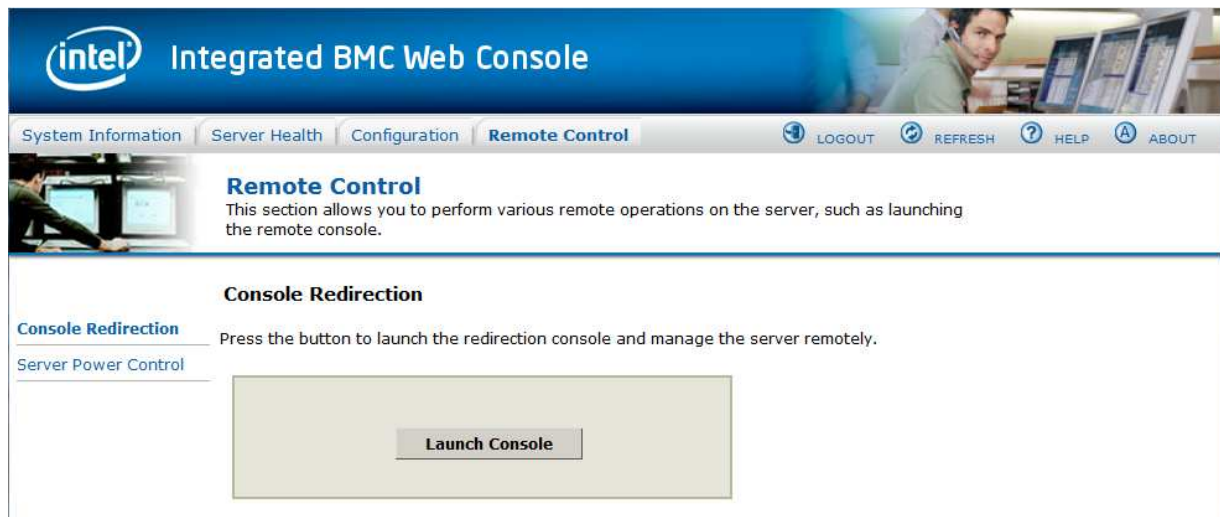 intel Integrated BMC Web Console
System Information Server Health Configuration Remote Control LOGOUT REFRESH ? HELP A ABOUT
Remote Control
This section allows you to perform various remote operations on the server, such as launching
the remote console.
Console Redirection
Console Redirection
Press the button to launch the redirection console and manage the server remotely.
Server Power Control
Launch Console